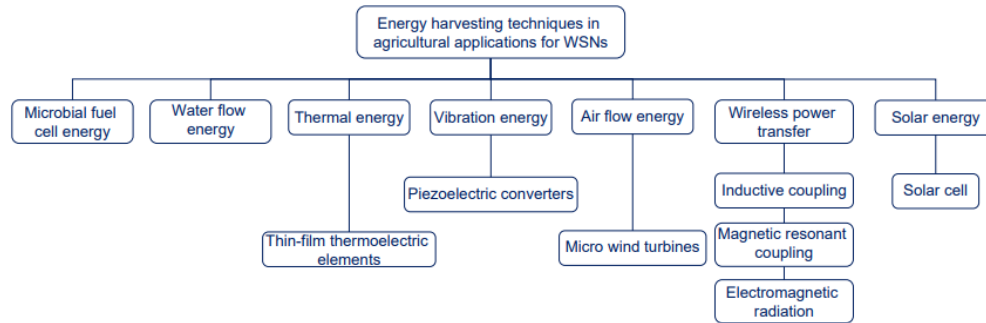 Energy harvesting techniques in
agricultural applications for WSNs
Microbial fuel
cell energy
Water flow
energy
Thermal energy
Vibration energy
Air flow energy
Wireless power
transfer
Solar energy
Piezoelectric converters
Inductive coupling
Solar cell
Thin-film thermoelectric
elements
Micro wind turbines
Magnetic resonant
coupling
Electromagnetic
radiation